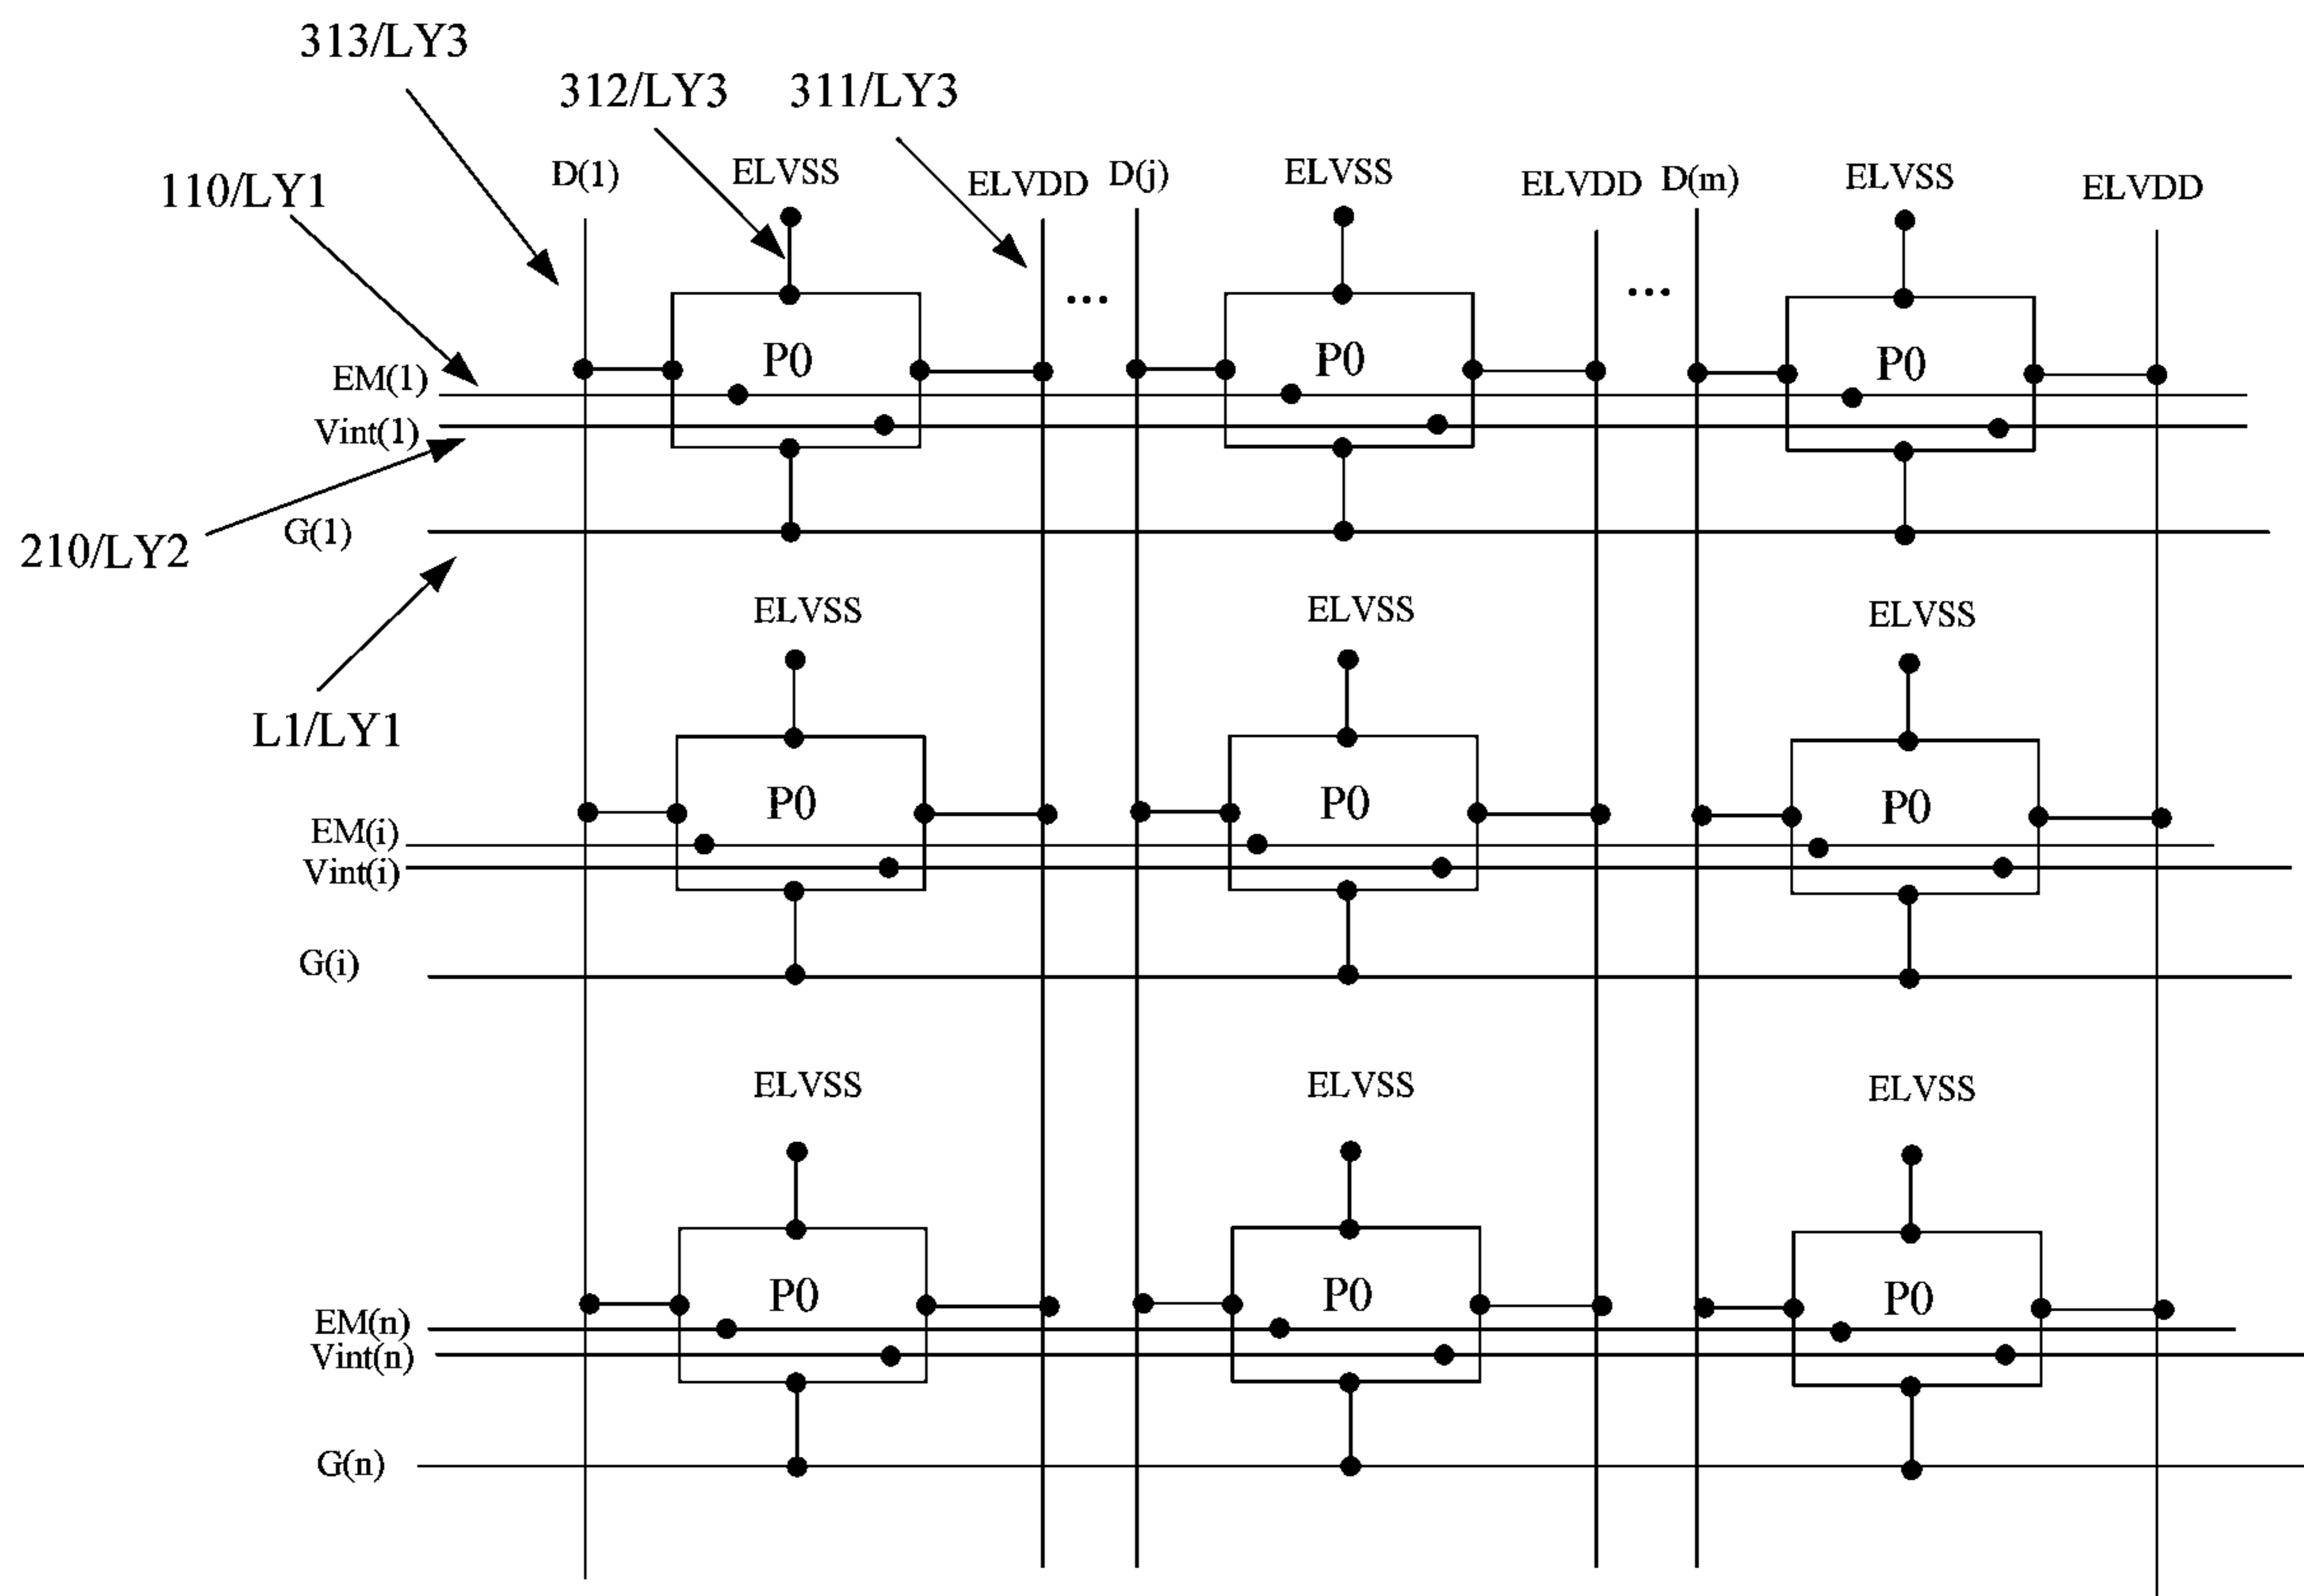 313/LY3
312/LY3 311/LY3
110/LY1
D(1) ELVSS ELVDD D(j) ELVSS ELVDD D(m) ELVSS ELVDD
... ...
P0 P0 P0
EM(1)
Vint(1)
G(1)
210/LY2
ELVSS ELVSS ELVSS
L1/LY1
P0 P0 P0
EM(i)
Vint(i)
G(i)
ELVSS ELVSS ELVSS
P0 P0 P0
EM(n)
Vint(n)
G(n)